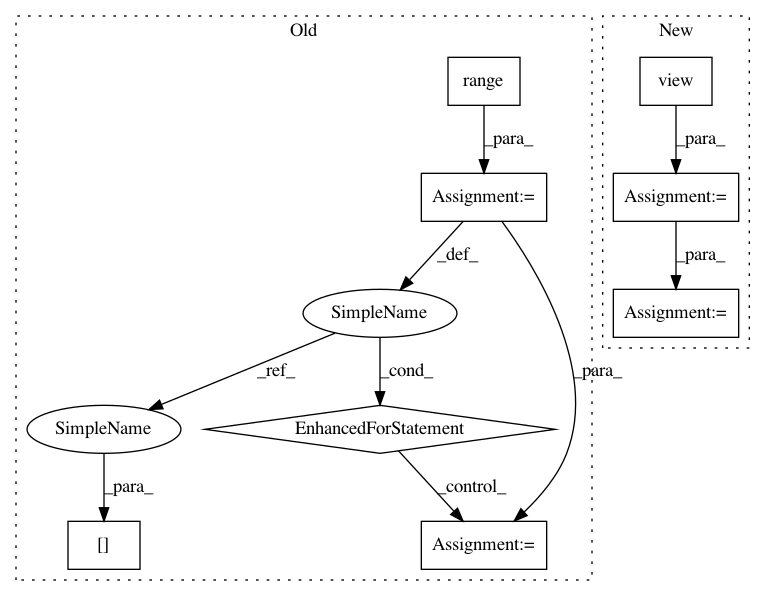 Old
New
range
view
_para_
_para_
Assignment:=
Assignment:=
_def_
_para_
SimpleName
Assignment:=
_ref_
_cond_
_para_
SimpleName
EnhancedForStatement
_para_
_control_
[]
Assignment:=